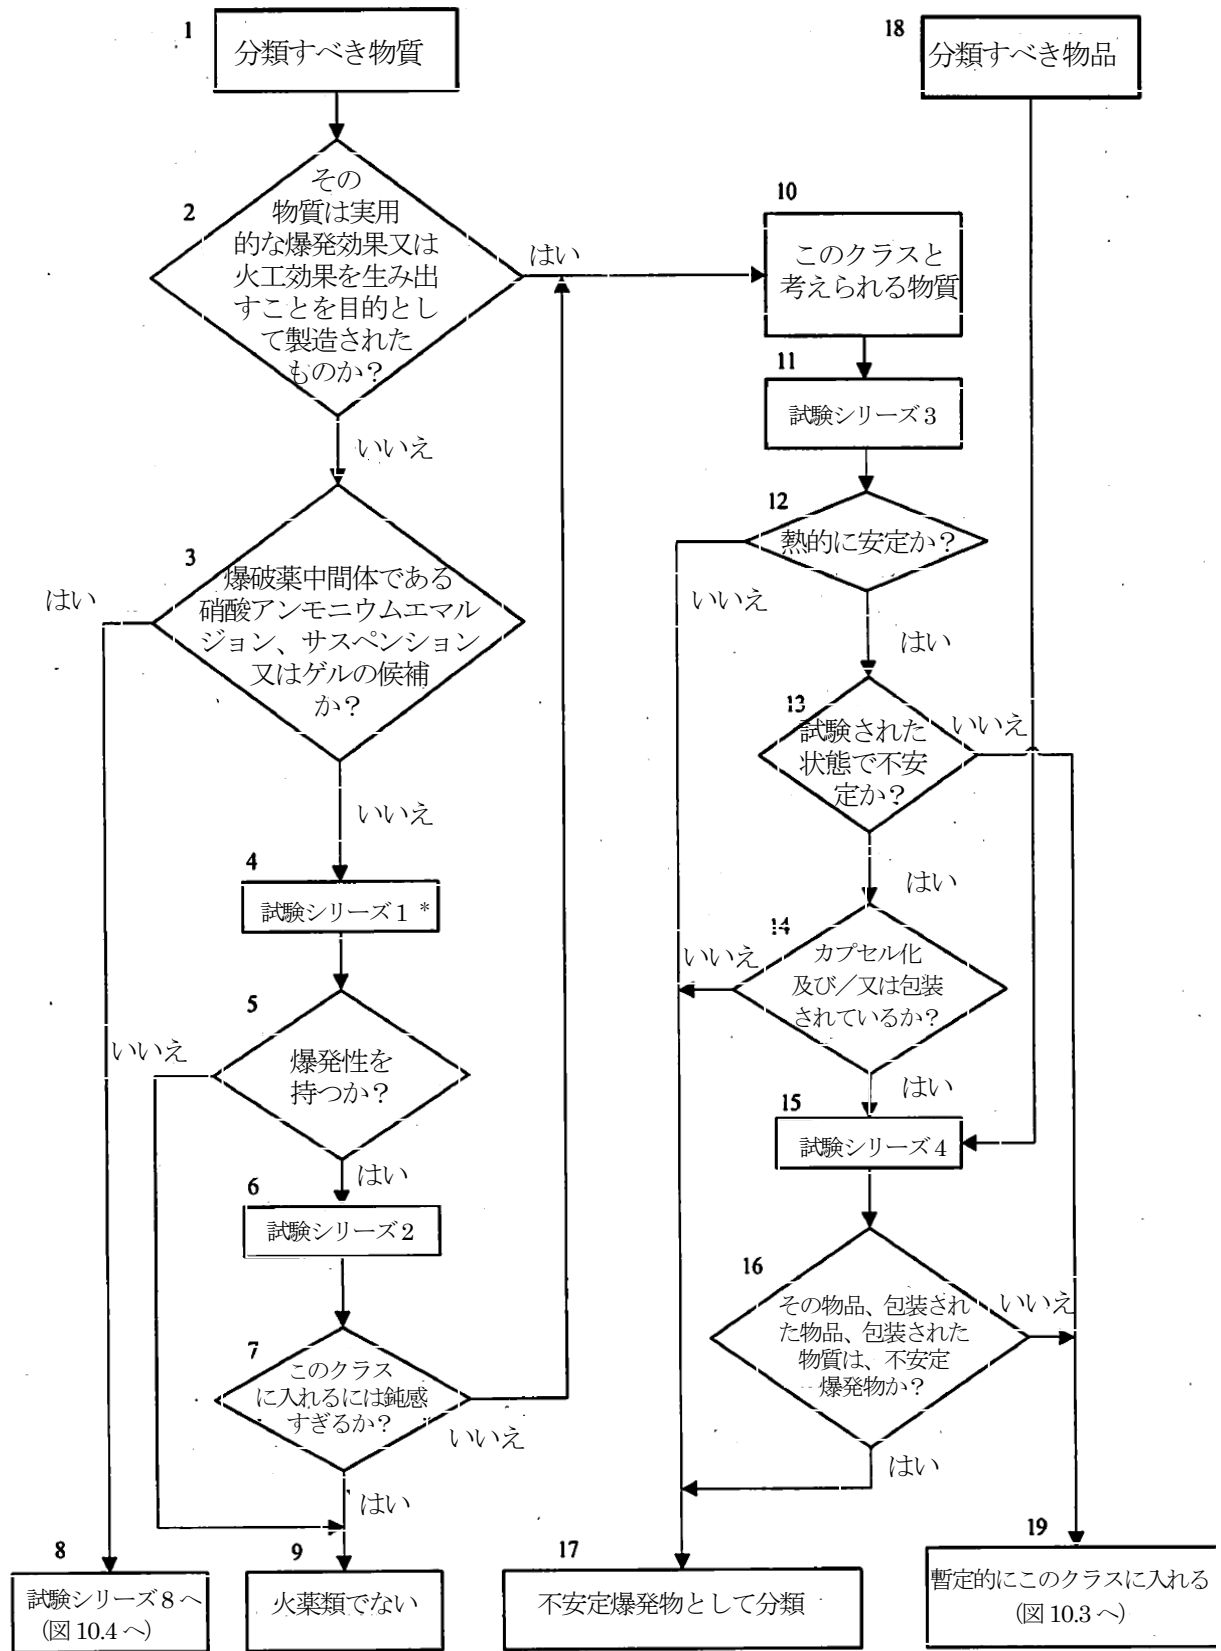 1
分類すべき物質
18
分類すべき物品
2
その
物質は実用
的な爆発効果又は
火工効果を生み出
すことを目的とし
て製造された
ものか？
はい
いいえ
10
このクラスと
考えられる物質
11
試験シリーズ3
12
熱的に安定か？
いいえ
はい
3
爆破薬中間体である
硝酸アンモニウムエマル
ジョン、サスペンション
又はゲルの候補
か？
はい
いいえ
13
試験された
状態で不安
定か？
いいえ
はい
4
試験シリーズ1 *
14
カプセル化
及び／又は包装
されているか？
いいえ
はい
5
爆発性を
持つか？
いいえ
はい
15
試験シリーズ4
6
試験シリーズ2
16
その物品、包装され
た物品、包装された
物質は、不安定
爆発物か？
いいえ
はい
7
このクラス
に入れるには鈍感
すぎるか？
いいえ
はい
8
試験シリーズ8へ
(図 10.4 へ)
9
火薬類でない
17
不安定爆発物として分類
19
暫定的にこのクラスに入れる
(図 10.3 へ)